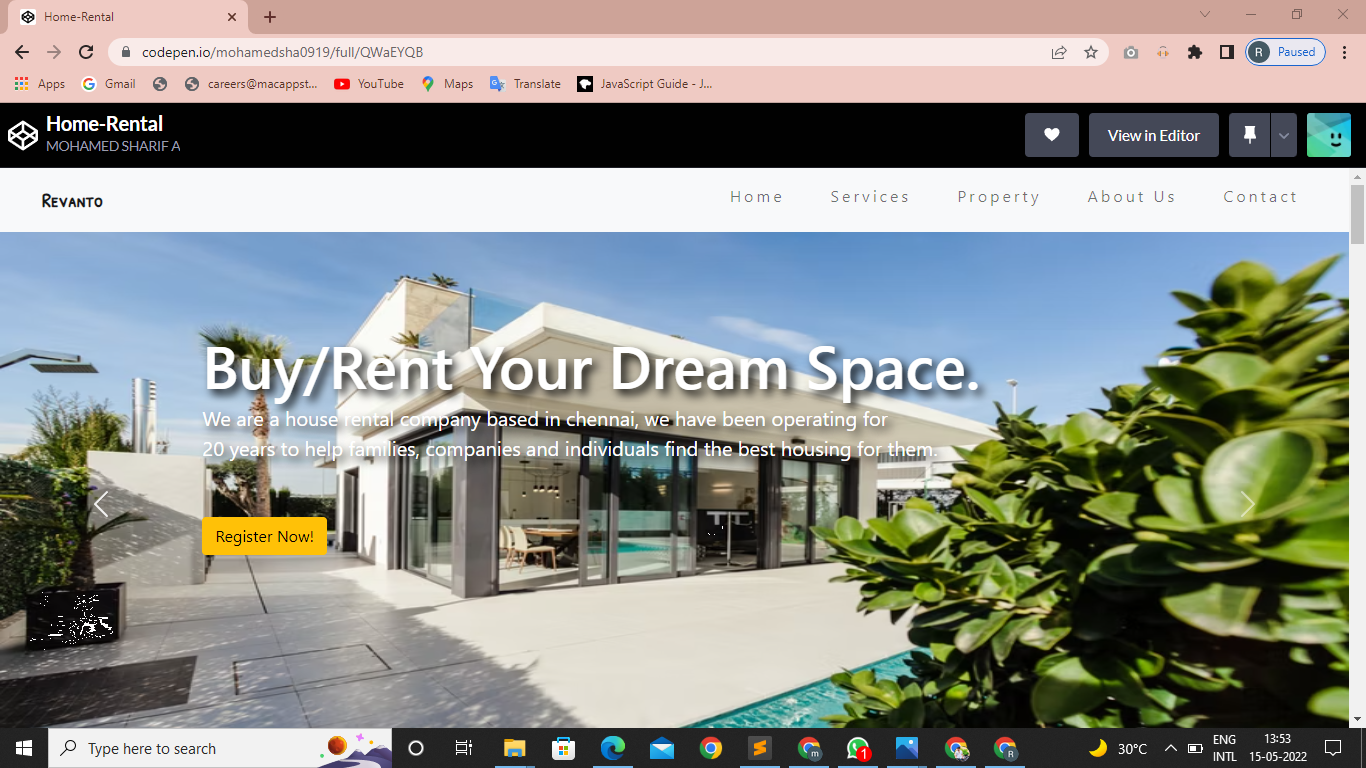 Home-Rental
codepen.io/mohamedsha0919/full/QWaEYQB
R
Paused
Apps
Gmail
careers@macappst...
YouTube
Maps
Translate
JavaScript Guide - J...
Home-Rental
MOHAMED SHARIF A
View in Editor
Revanto
Home
Services
Property
About Us
Contact
Buy/Rent Your Dream Space.
We are a house rental company based in chennai, we have been operating for
20 years to help families, companies and individuals find the best housing for them.
Register Now!
Type here to search
m
1
R
30°C
ENG
INTL
13:53
15-05-2022